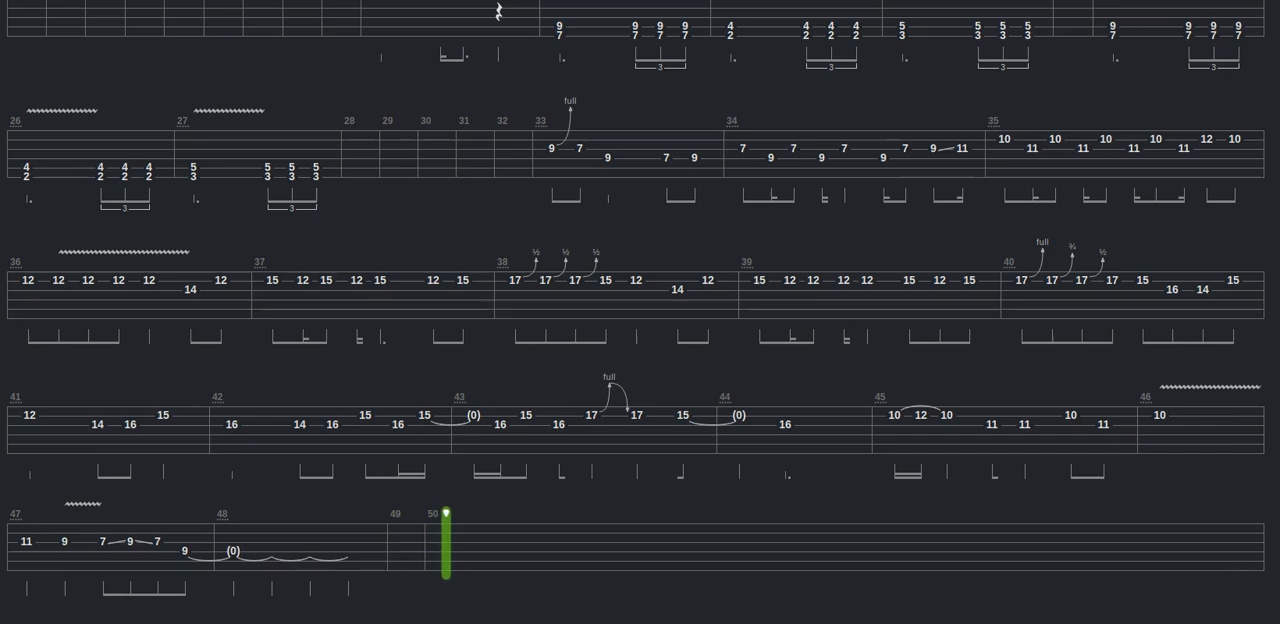 9 9 9 9 4 4 4 4 5 5 5 5 9 9 9 9
7 7 7 7 2 2 2 2 3 3 3 3 7 7 7 7
3 3 3 3
full
26 27 28 29 30 31 32 33 34 35
10 10 10 10 12 10
9 7 7 7 7 7 9 11 11 11 11 11
9 7 9 9 9 9
4 4 4 4 5 5 5 5
2 2 2 2 3 3 3 3
3 3
full ¾
½ ½ ½ ½
36 37 38 39 40
12 12 12 12 12 12 15 12 15 12 15 12 15 17 17 17 15 12 12 15 12 12 12 12 15 12 15 17 17 17 17 15 15
14 14 16 14
full
41 42 43 44 45 46
12 15 15 15 (0) 15 17 17 15 (0) 10 12 10 10 10
14 16 16 14 16 16 16 16 16 11 11 11
47 48 49 50
11 9 7 9 7
9 (0)